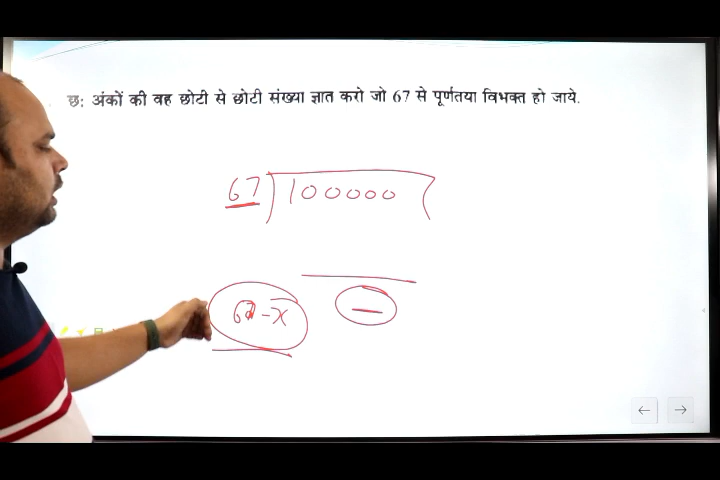 छ: अंकों की वह छोटी से छोटी संख्या ज्ञात करो जो 67 से पूर्णतया विभक्त हो जाये.
67 ) 100000 (
67 - x